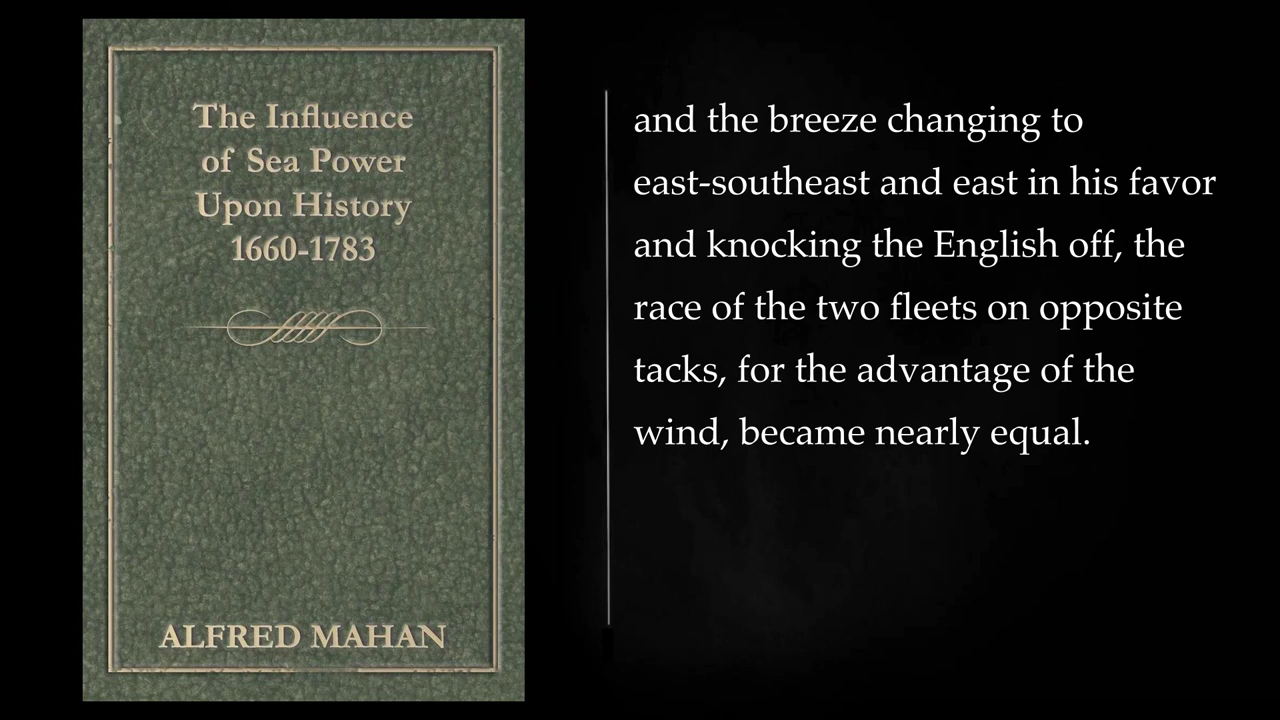 The Influence
of Sea Power
Upon History
1660-1783
ALFRED MAHAN
and the breeze changing to
east-southeast and east in his favor
and knocking the English off, the
race of the two fleets on opposite
tacks, for the advantage of the
wind, became nearly equal.